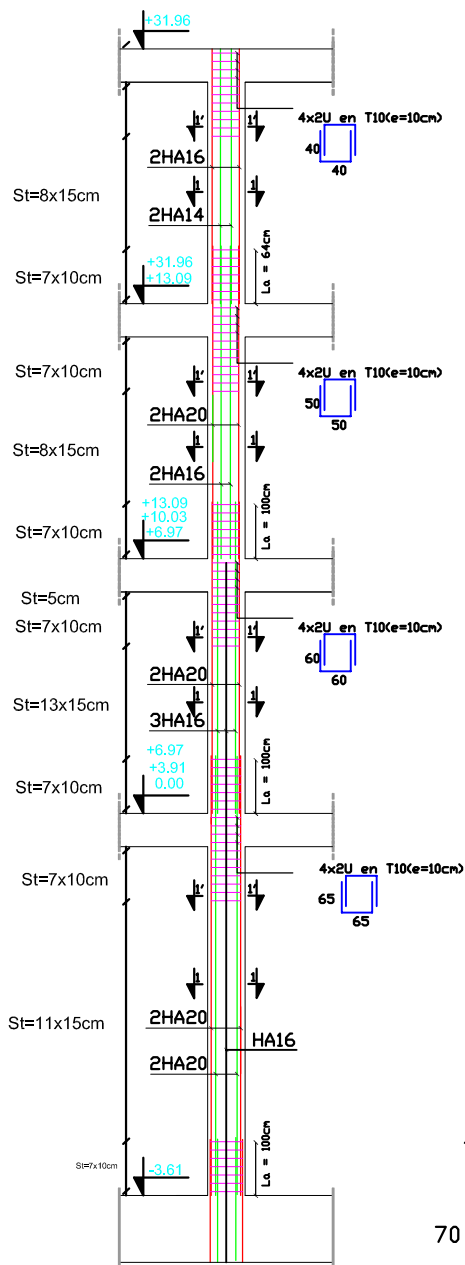 +31.96
4x2U en T10(e=10cm)
1' 1'
40
40
2HA16
1 1
St=8x15cm
2HA14
La = 64cm
+31.96
St=7x10cm
+13.09
St=7x10cm
4x2U en T10(e=10cm)
1' 1'
50
50
2HA20
St=8x15cm
1 1
2HA16
La = 100cm
+13.09
+10.03
St=7x10cm
+6.97
St=5cm
St=7x10cm
4x2U en T10(e=10cm)
1' 1'
60
60
2HA20
St=13x15cm
1 1
3HA16
La = 100cm
+6.97
+3.91
St=7x10cm
0.00
4x2U en T10(e=10cm)
St=7x10cm
1' 1'
65
65
1 1
St=11x15cm
2HA20
HA16
2HA20
La = 100cm
St=7x10cm
-3.61
70